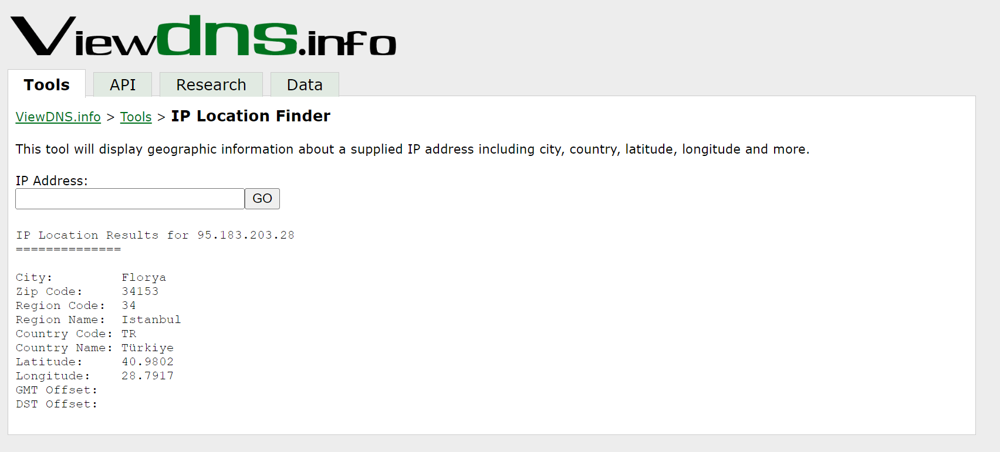 Viewdns.info
Tools API Research Data
ViewDNS.info > Tools > IP Location Finder
This tool will display geographic information about a supplied IP address including city, country, latitude, longitude and more.
IP Address:
GO
IP Location Results for 95.183.203.28
==============
City: Florya
Zip Code: 34153
Region Code: 34
Region Name: Istanbul
Country Code: TR
Country Name: Türkiye
Latitude: 40.9802
Longitude: 28.7917
GMT Offset:
DST Offset: